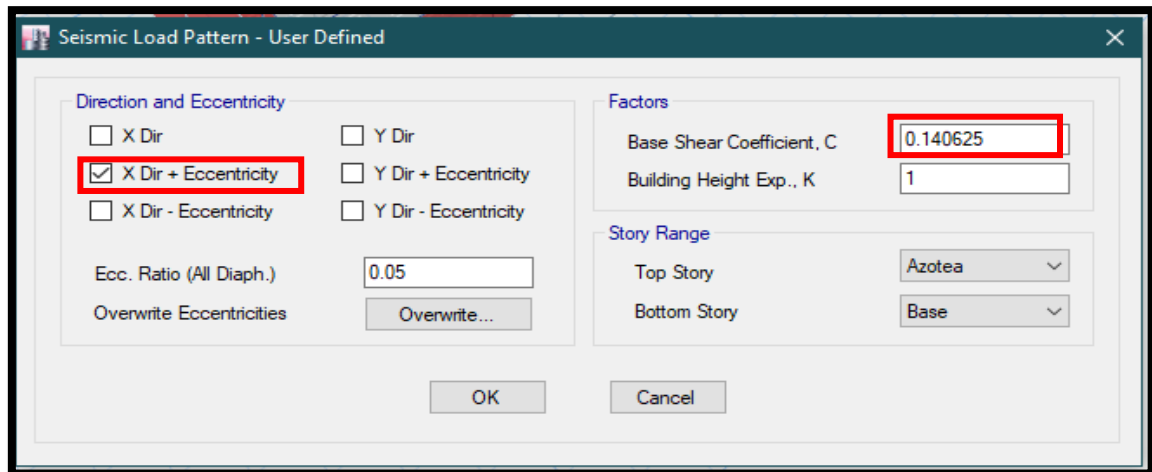 Seismic Load Pattern - User Defined
Direction and Eccentricity
X Dir
Y Dir
X Dir + Eccentricity
Y Dir + Eccentricity
X Dir - Eccentricity
Y Dir - Eccentricity
Ecc. Ratio (All Diaph.)
0.05
Overwrite Eccentricities
Overwrite...
Factors
Base Shear Coefficient, C
0.140625
Building Height Exp., K
1
Story Range
Top Story
Azotea
Bottom Story
Base
OK
Cancel